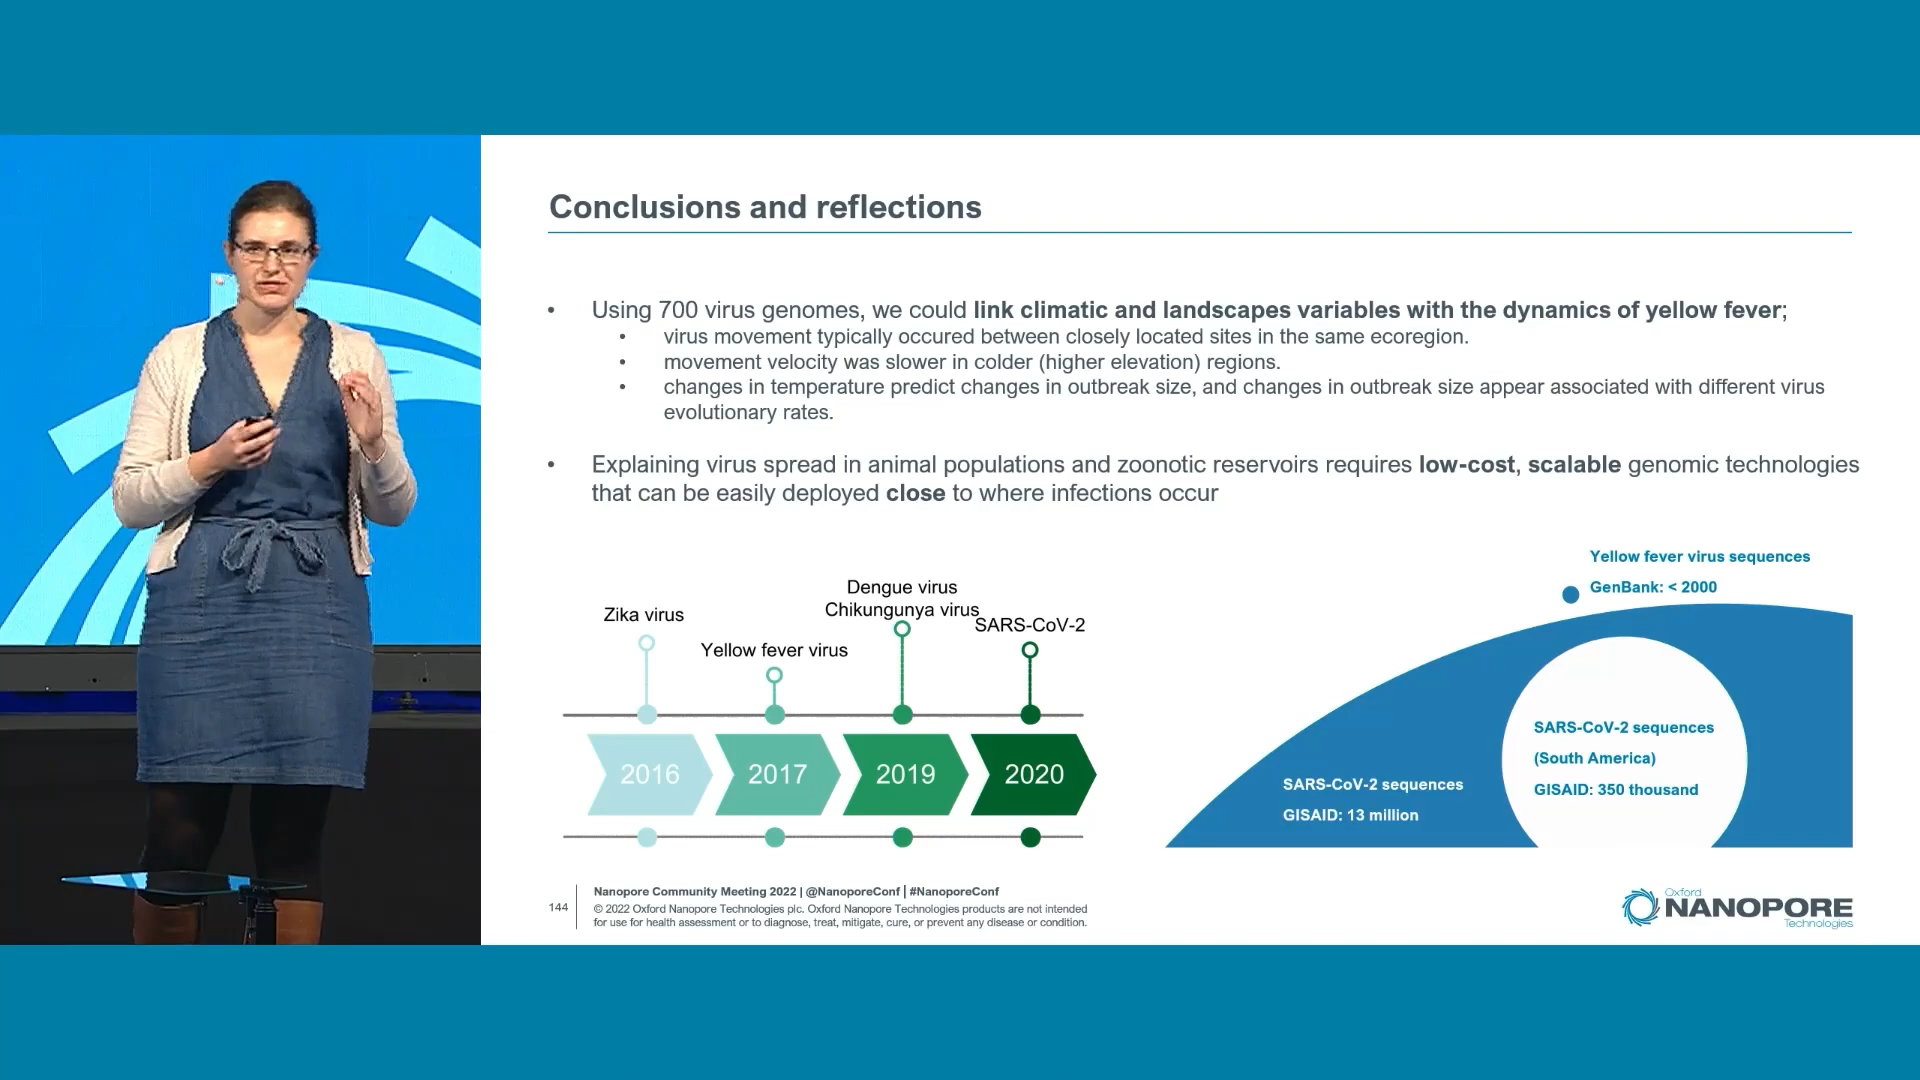 Conclusions and reflections
• Using 700 virus genomes, we could link climatic and landscapes variables with the dynamics of yellow fever;
• virus movement typically occured between closely located sites in the same ecoregion.
• movement velocity was slower in colder (higher elevation) regions.
• changes in temperature predict changes in outbreak size, and changes in outbreak size appear associated with different virus
evolutionary rates.
• Explaining virus spread in animal populations and zoonotic reservoirs requires low-cost, scalable genomic technologies
that can be easily deployed close to where infections occur
Zika virus
Yellow fever virus
Dengue virus
Chikungunya virus
SARS-CoV-2
2016
2017
2019
2020
Yellow fever virus sequences
GenBank: < 2000
SARS-CoV-2 sequences
(South America)
GISAID: 350 thousand
SARS-CoV-2 sequences
GISAID: 13 million
144
Nanopore Community Meeting 2022 | @NanoporeConf | #NanoporeConf
© 2022 Oxford Nanopore Technologies plc. Oxford Nanopore Technologies products are not intended
for use for health assessment or to diagnose, treat, mitigate, cure, or prevent any disease or condition.
Oxford
NANOPORE
Technologies